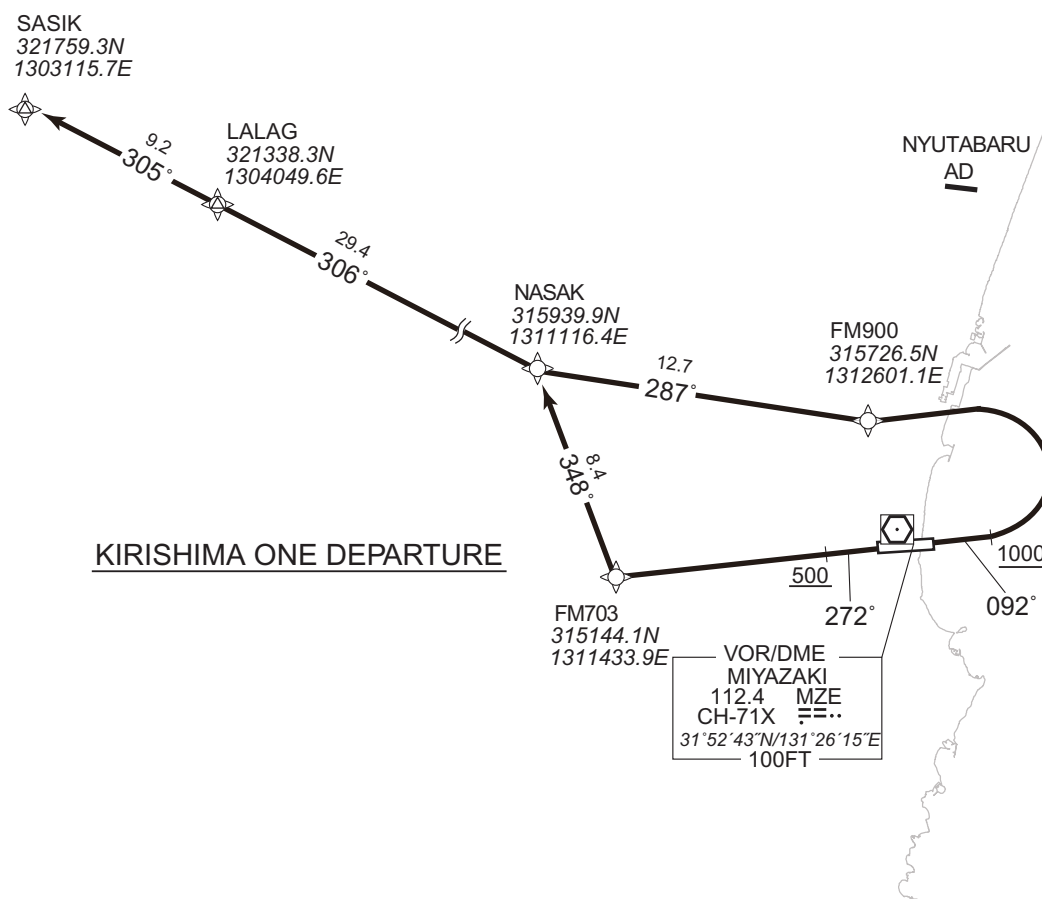 SASIK
321759.3N
1303115.7E
9.2
305°
LALAG
321338.3N
1304049.6E
NYUTABARU
AD
29.4
306°
NASAK
315939.9N
1311116.4E
FM900
315726.5N
1312601.1E
12.7
287°
8.4
348°
KIRISHIMA ONE DEPARTURE
500
1000
272°
092°
FM703
315144.1N
1311433.9E
VOR/DME
MIYAZAKI
112.4 MZE
CH-71X
31°52´43˝N/131°26´15˝E
100FT